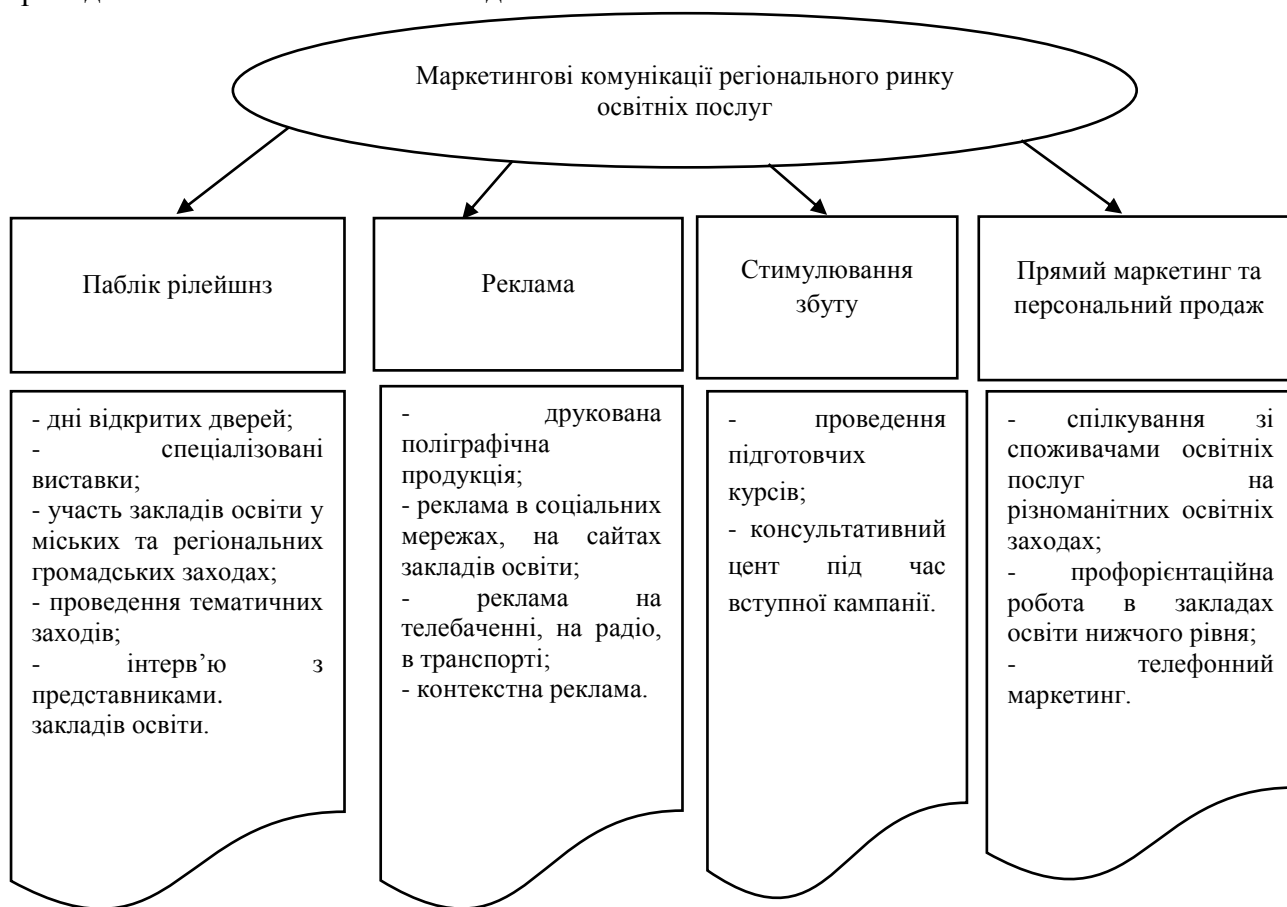 Маркетингові комунікації регіонального ринку
освітніх послуг
Паблік рілейшнз
Реклама
Стимулювання
збуту
Прямий маркетинг та
персональний продаж
- дні відкритих дверей;
- спеціалізовані
виставки;
- участь закладів освіти у
міських та регіональних
громадських заходах;
- проведення тематичних
заходів;
- інтерв’ю з
представниками.
закладів освіти.
- друкована
поліграфічна
продукція;
- реклама в соціальних
мережах, на сайтах
закладів освіти;
- реклама на
телебаченні, на радіо,
в транспорті;
- контекстна реклама.
- проведення
підготовчих
курсів;
- консультативний
цент під час
вступної кампанії.
- спілкування зі
споживачами освітніх
послуг на
різноманітних освітніх
заходах;
- профорієнтаційна
робота в закладах
освіти нижчого рівня;
- телефонний
маркетинг.